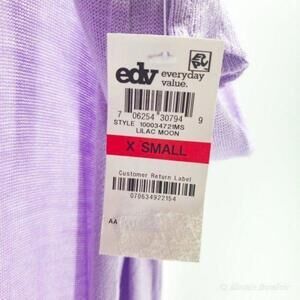 edv everyday
value.
7 06254 30794 9
STYLE 100034721MS
LILAC MOON
X SMALL
Customer Return Label
070634922154
AA